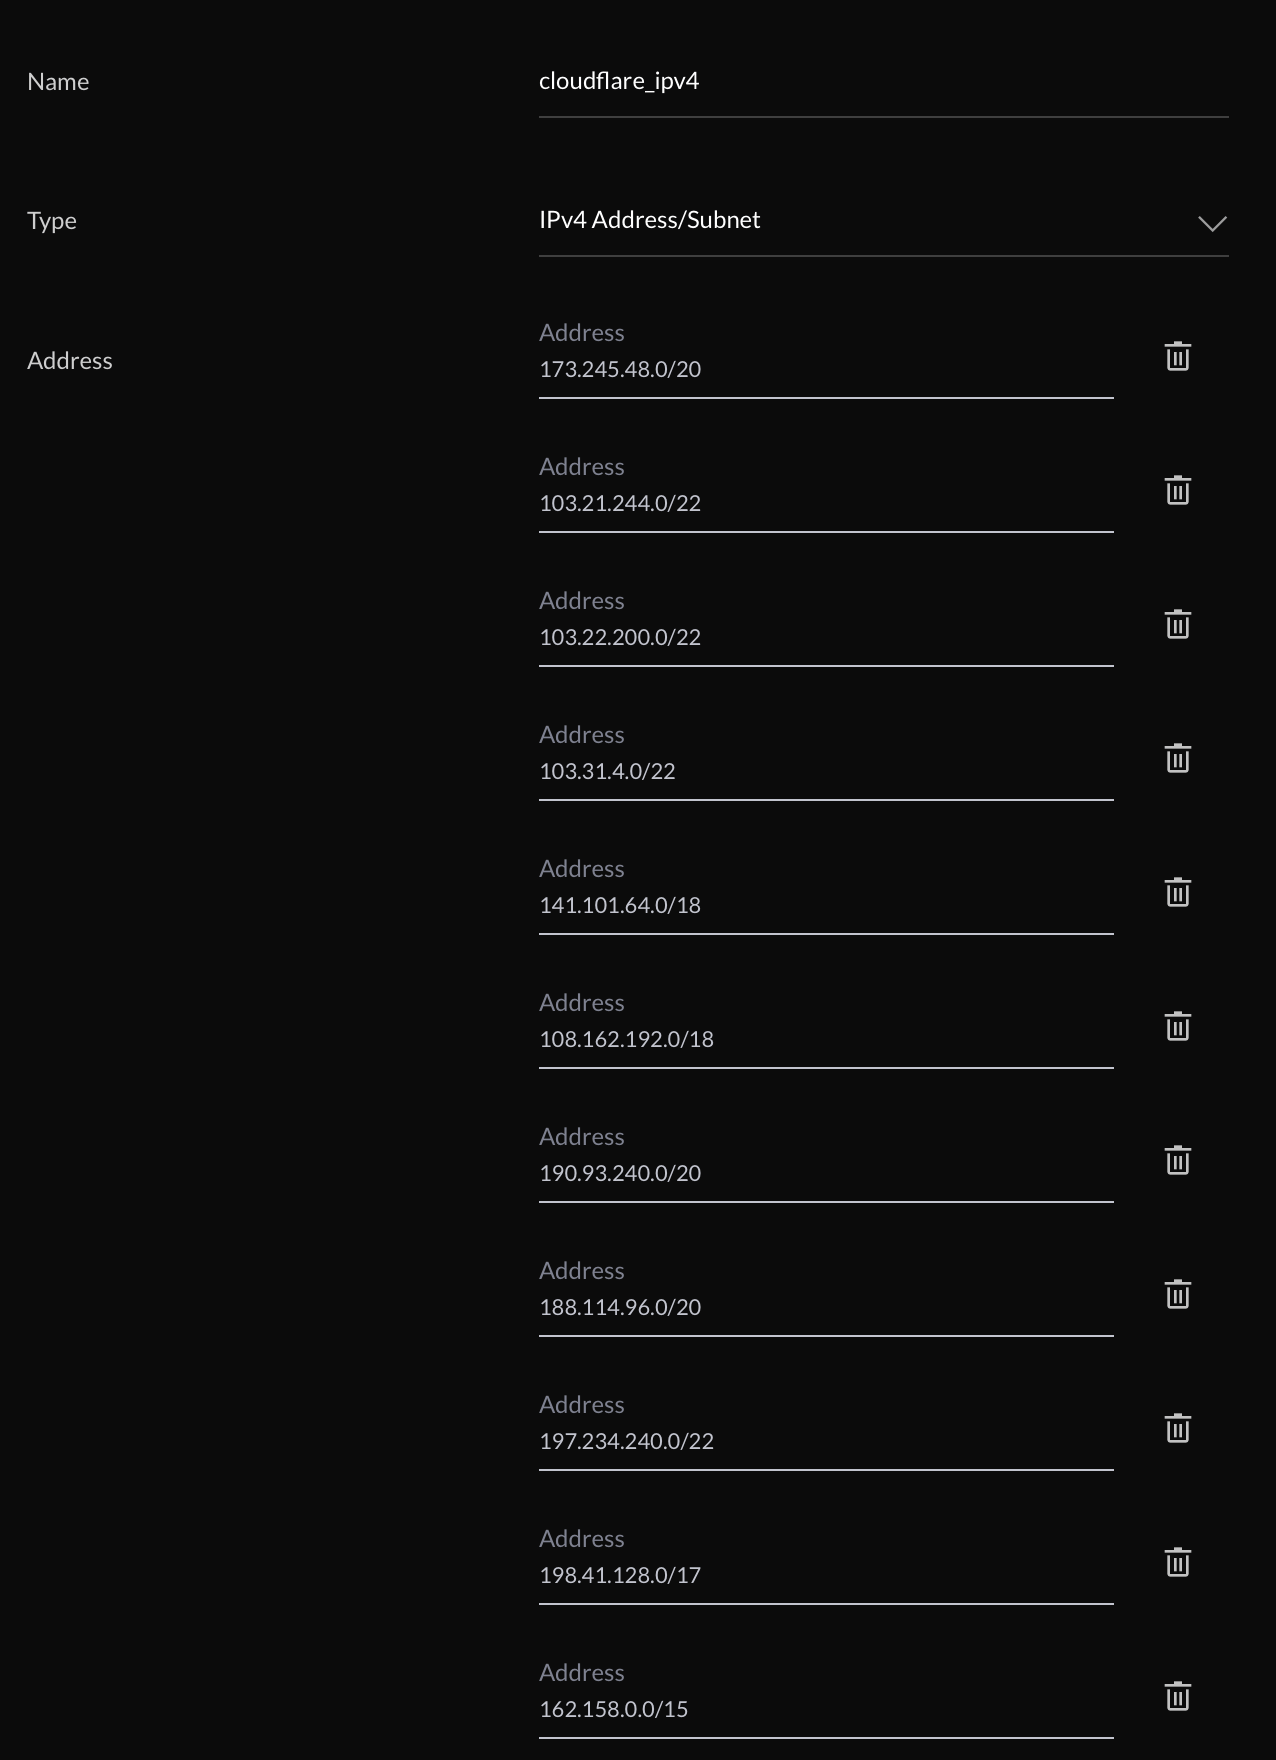 Name
cloudflare_ipv4
Type
IPv4 Address/Subnet
Address
Address
173.245.48.0/20
Address
103.21.244.0/22
Address
103.22.200.0/22
Address
103.31.4.0/22
Address
141.101.64.0/18
Address
108.162.192.0/18
Address
190.93.240.0/20
Address
188.114.96.0/20
Address
197.234.240.0/22
Address
198.41.128.0/17
Address
162.158.0.0/15